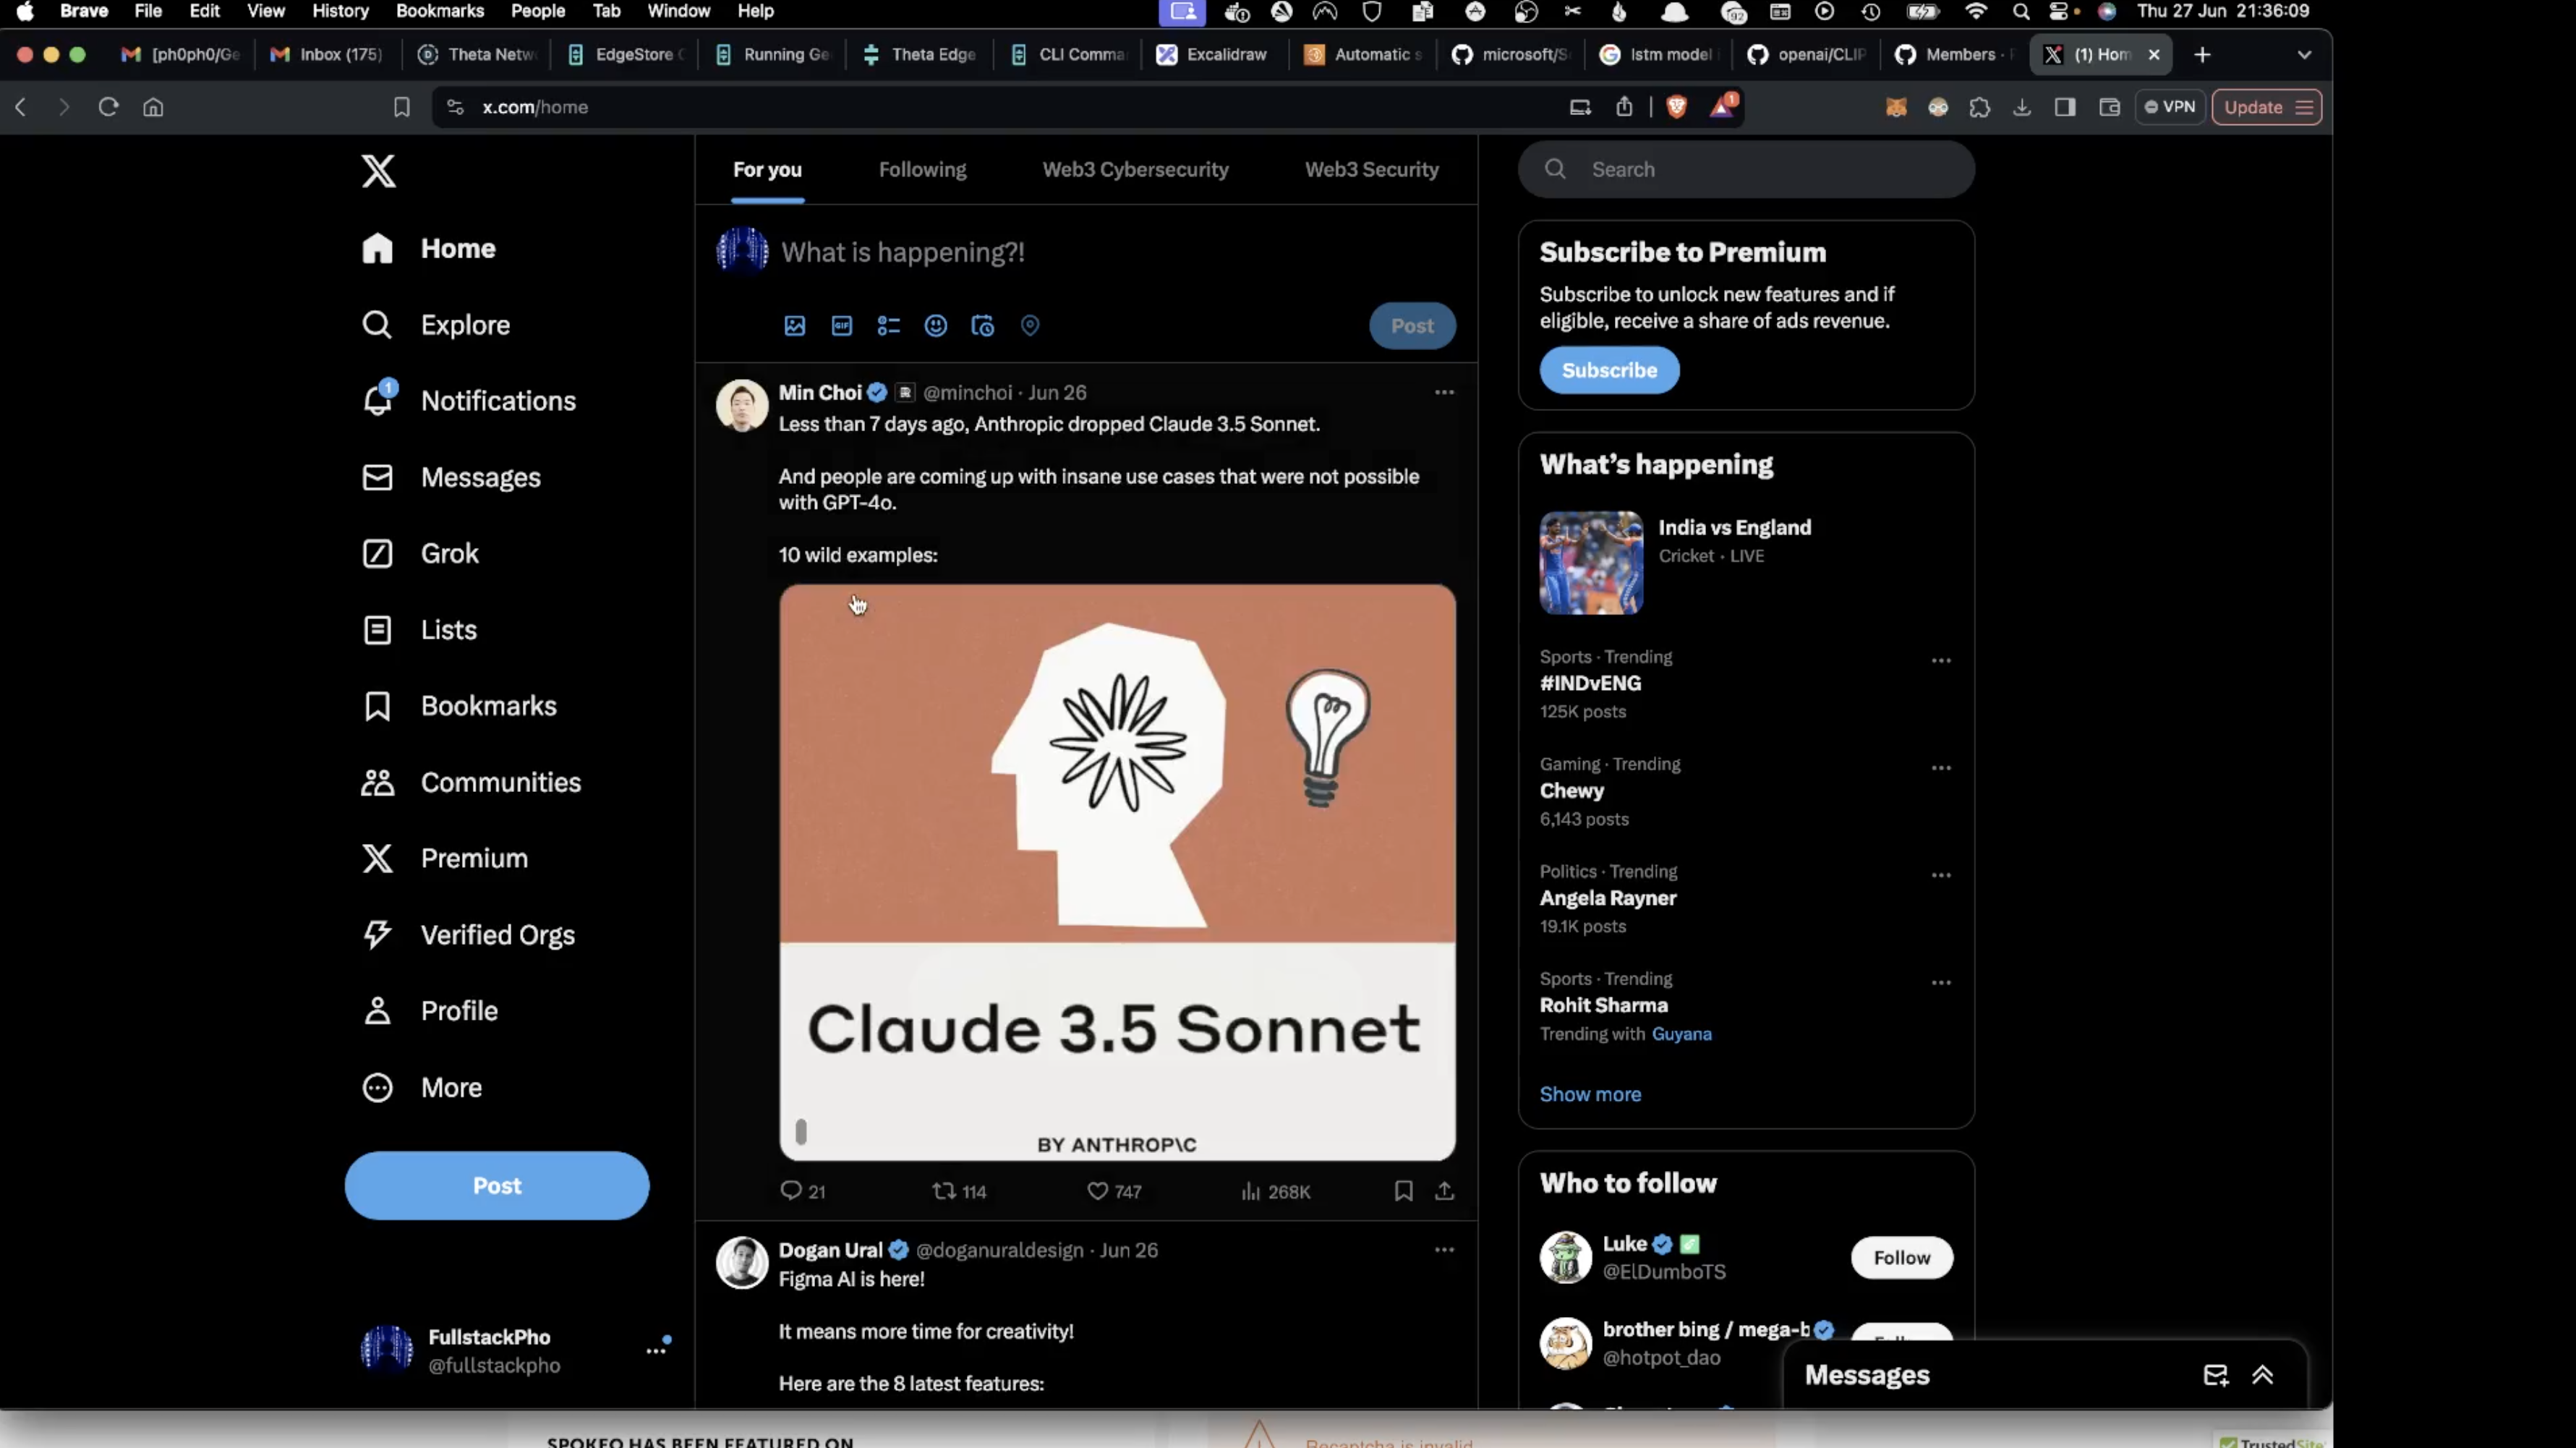 Brave File Edit View History Bookmarks People Tab Window Help
92
Thu 27 Jun 21:36:09
[ph0ph0/Ge
Inbox (175)
Theta Netw
EdgeStore C
Running Ge
Theta Edge
CLI Comma
Excalidraw
Automatic s
microsoft/S
lstm model
openai/CLIP
Members ·
(1) Hom
x.com/home
1
VPN
Update
Home
Explore
1
Notifications
Messages
Grok
Lists
Bookmarks
Communities
Premium
Verified Orgs
Profile
More
Post
FullstackPho
@fullstackpho
For you
Following
Web3 Cybersecurity
Web3 Security
What is happening?!
GIF
Post
Min Choi @minchoi · Jun 26
Less than 7 days ago, Anthropic dropped Claude 3.5 Sonnet.
And people are coming up with insane use cases that were not possible
with GPT-4o.
10 wild examples:
Claude 3.5 Sonnet
BY ANTHROP\C
21
114
747
268K
Dogan Ural @doganuraldesign · Jun 26
Figma AI is here!
It means more time for creativity!
Here are the 8 latest features:
Search
Subscribe to Premium
Subscribe to unlock new features and if
eligible, receive a share of ads revenue.
Subscribe
What's happening
India vs England
Cricket · LIVE
Sports · Trending
#INDvENG
125K posts
Gaming · Trending
Chewy
6,143 posts
Politics · Trending
Angela Rayner
19.1K posts
Sports · Trending
Rohit Sharma
Trending with Guyana
Show more
Who to follow
Luke
@ElDumboTS
Follow
brother bing / mega-b
@hotpot_dao
Messages
SPOKEO HAS BEEN FEATURED ON
Recaptcha is invalid
TrustedSite